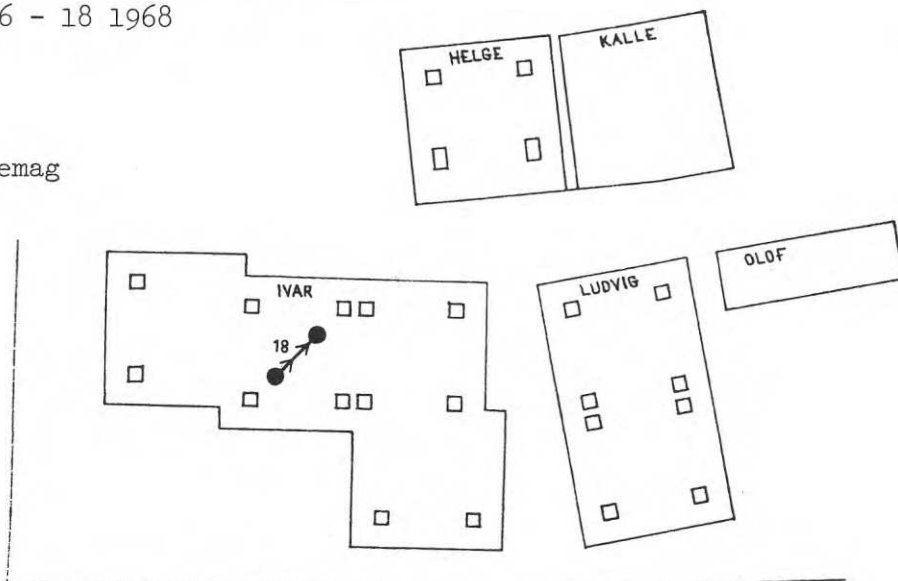 6 - 18 1968
HELGE
KALLE
emag
OLOF
IVAR
LUDVIG
18